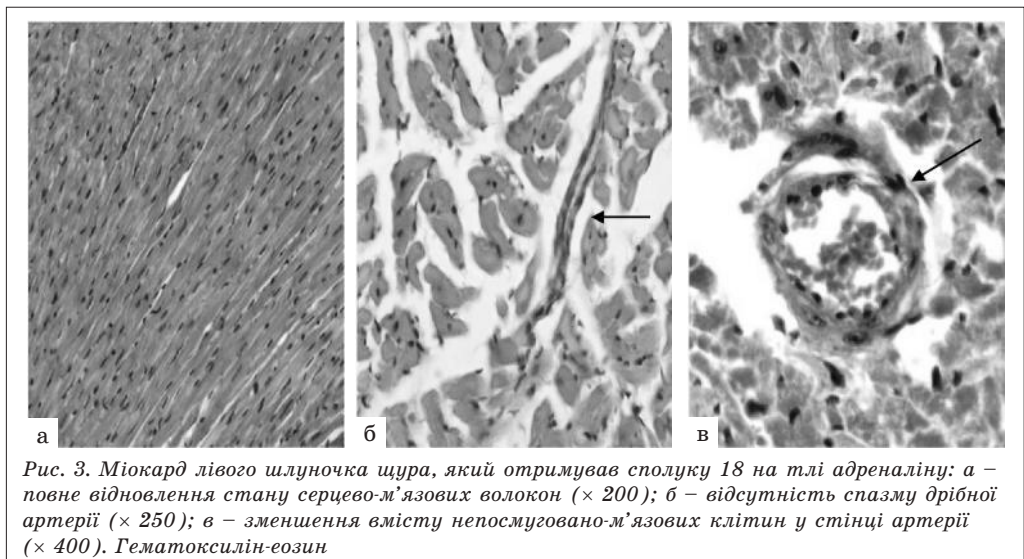 а б в
Рис. 3. Міокард лівого шлуночка щура, який отримував сполуку 18 на тлі адреналіну: а –
повне відновлення стану серцево-м’язових волокон (× 200); б – відсутність спазму дрібної
артерії (× 250); в – зменшення вмісту непосмуговано-м’язових клітин у стінці артерії
(× 400). Гематоксилін-еозин